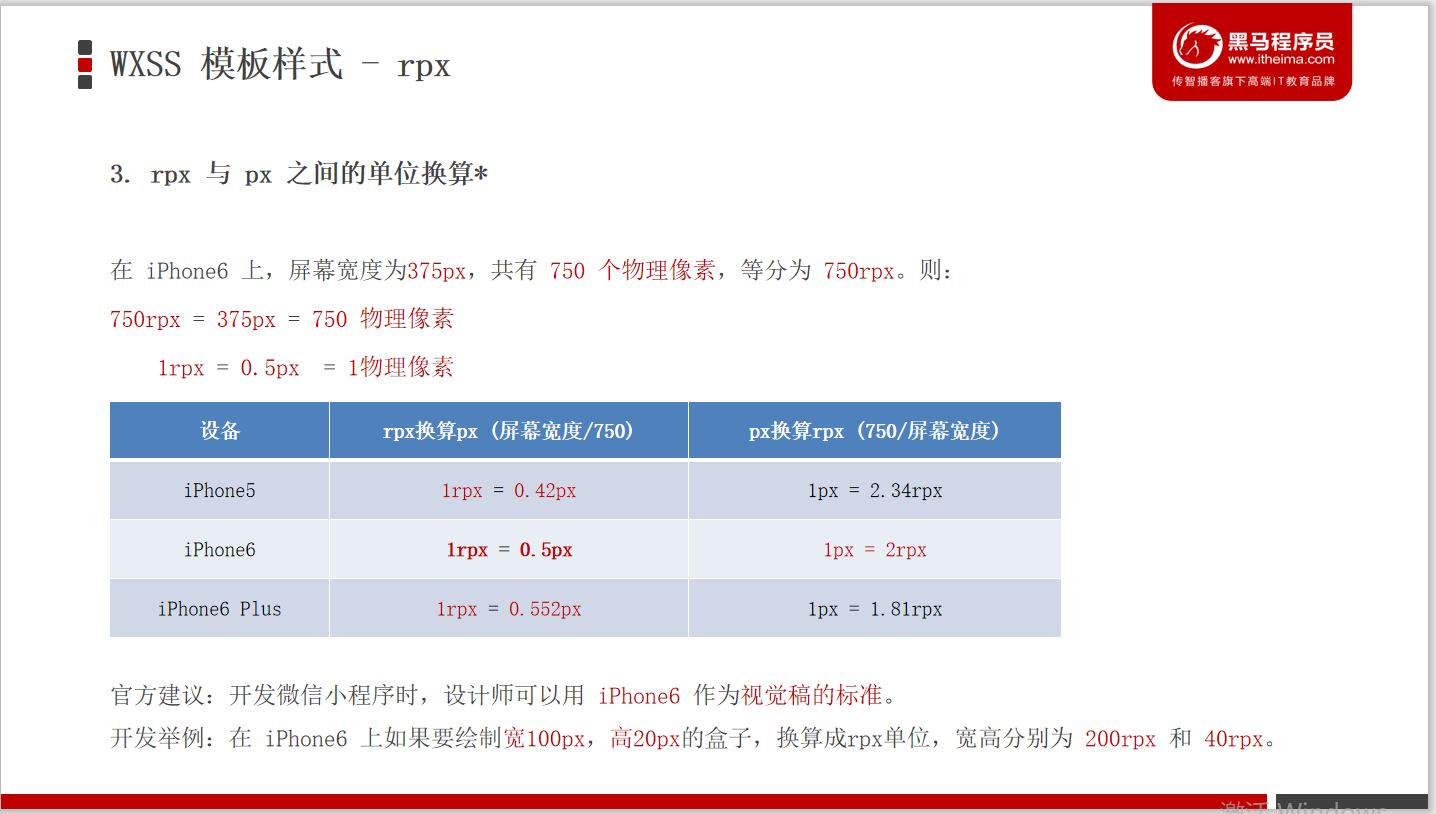 WXSS 模板样式 - rpx
黑马程序员
www.itheima.com
传智播客旗下高端IT教育品牌
3. rpx 与 px 之间的单位换算*
在 iPhone6 上，屏幕宽度为375px，共有 750 个物理像素，等分为 750rpx。则：
750rpx = 375px = 750 物理像素
1rpx = 0.5px = 1物理像素
设备 rpx换算px (屏幕宽度/750) px换算rpx (750/屏幕宽度)
iPhone5 1rpx = 0.42px 1px = 2.34rpx
iPhone6 1rpx = 0.5px 1px = 2rpx
iPhone6 Plus 1rpx = 0.552px 1px = 1.81rpx
官方建议：开发微信小程序时，设计师可以用 iPhone6 作为视觉稿的标准。
开发举例：在 iPhone6 上如果要绘制宽100px，高20px的盒子，换算成rpx单位，宽高分别为 200rpx 和 40rpx。
激活 Windows